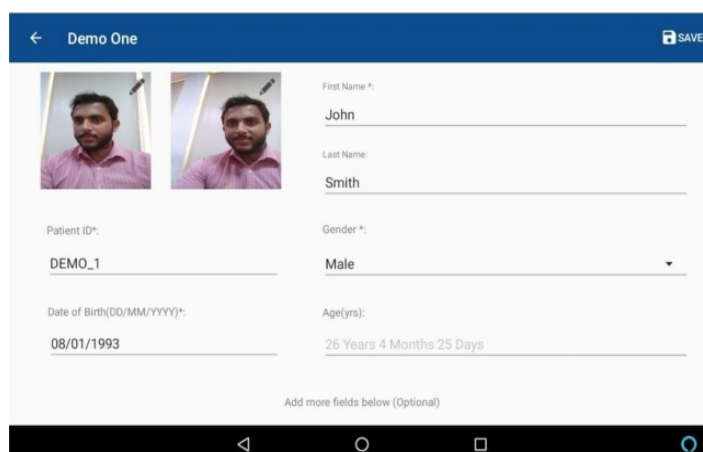 Demo One
SAVE
First Name *:
John
Last Name:
Smith
Patient ID*:
DEMO_1
Gender *:
Male
Date of Birth(DD/MM/YYYY)*:
08/01/1993
Age(yrs):
26 Years 4 Months 25 Days
Add more fields below (Optional)